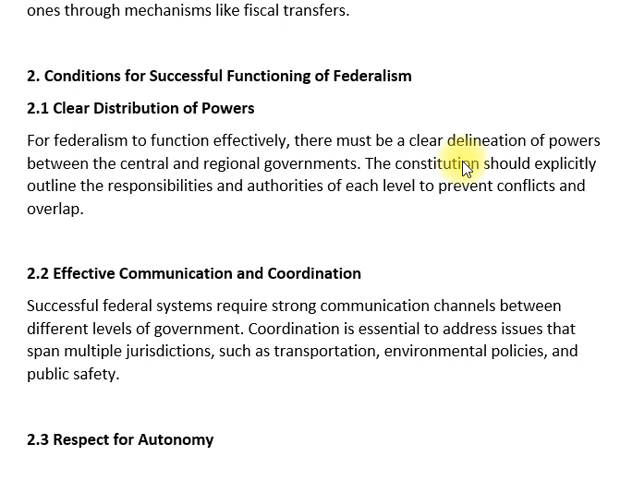 ones through mechanisms like fiscal transfers.
2. Conditions for Successful Functioning of Federalism
2.1 Clear Distribution of Powers
For federalism to function effectively, there must be a clear delineation of powers
between the central and regional governments. The constitution should explicitly
outline the responsibilities and authorities of each level to prevent conflicts and
overlap.
2.2 Effective Communication and Coordination
Successful federal systems require strong communication channels between
different levels of government. Coordination is essential to address issues that
span multiple jurisdictions, such as transportation, environmental policies, and
public safety.
2.3 Respect for Autonomy